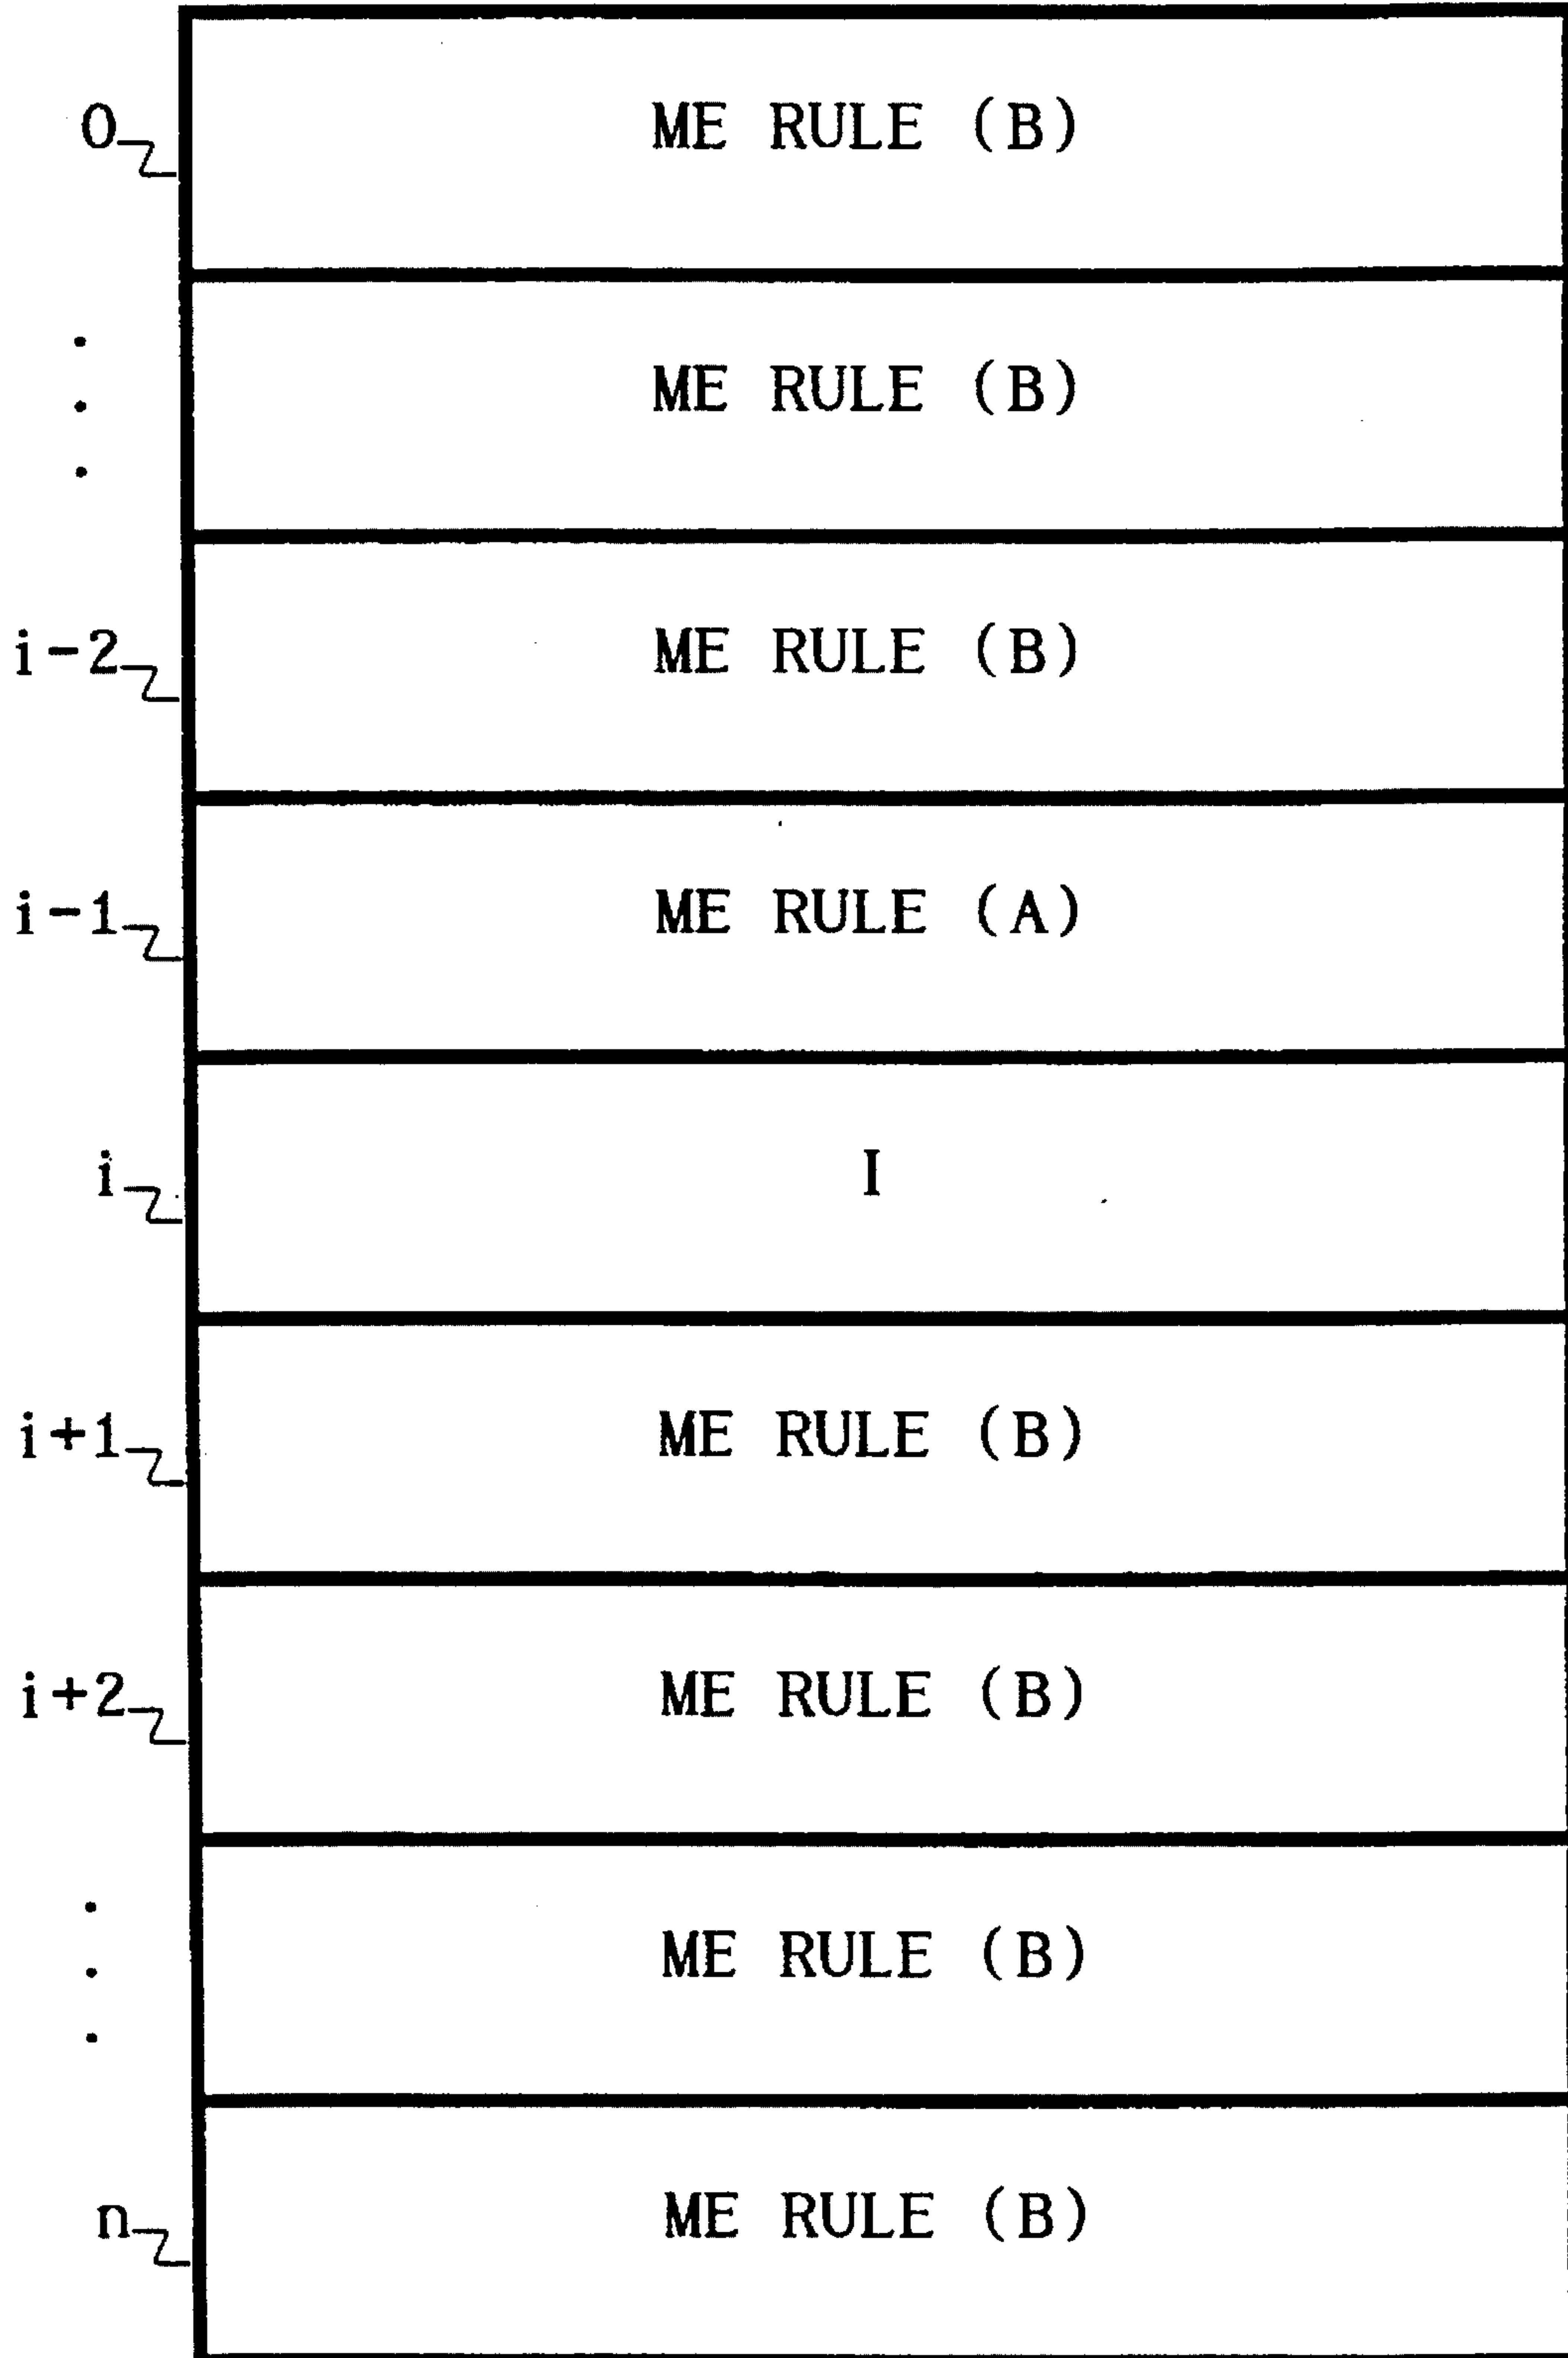 0 ME RULE (B)
ME RULE (B)
i-2 ME RULE (B)
i-1 ME RULE (A)
i I
i+1 ME RULE (B)
i+2 ME RULE (B)
ME RULE (B)
n ME RULE (B)